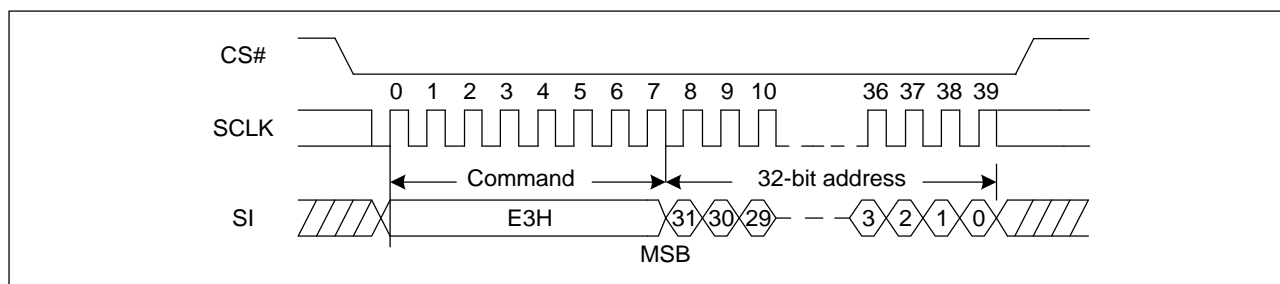 CS#
0 1 2 3 4 5 6 7 8 9 10 36 37 38 39
SCLK
Command 32-bit address
SI E3H 31 30 29 3 2 1 0
MSB